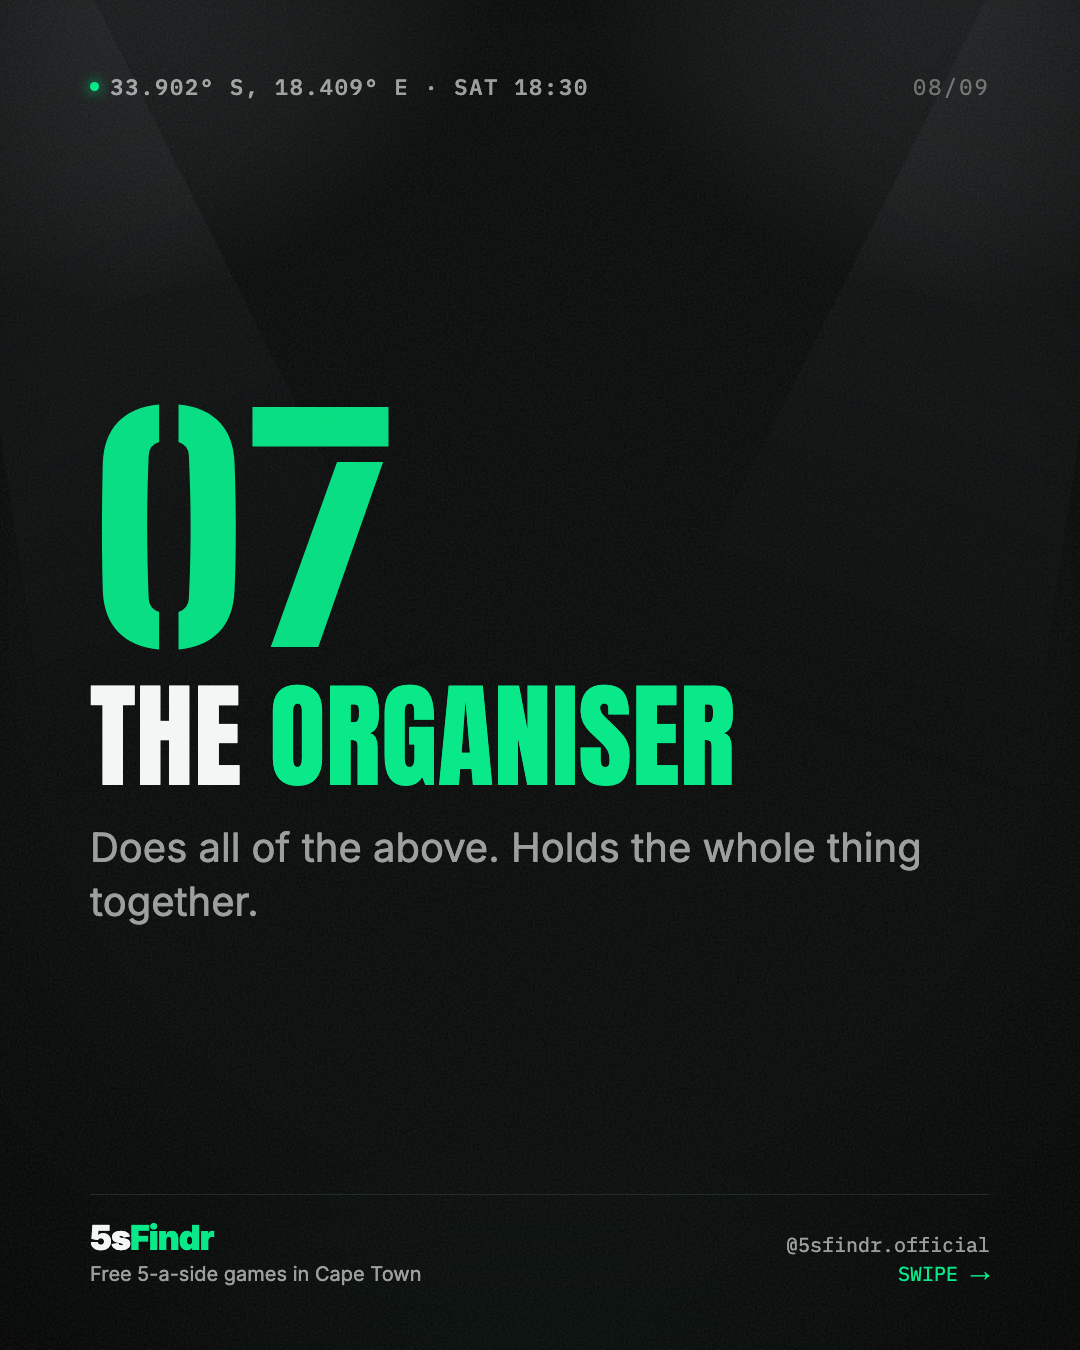 33.902° S, 18.409° E · SAT 18:30
08/09
07
THE ORGANISER
Does all of the above. Holds the whole thing
together.
5sFindr
Free 5-a-side games in Cape Town
@5sfindr.official
SWIPE →